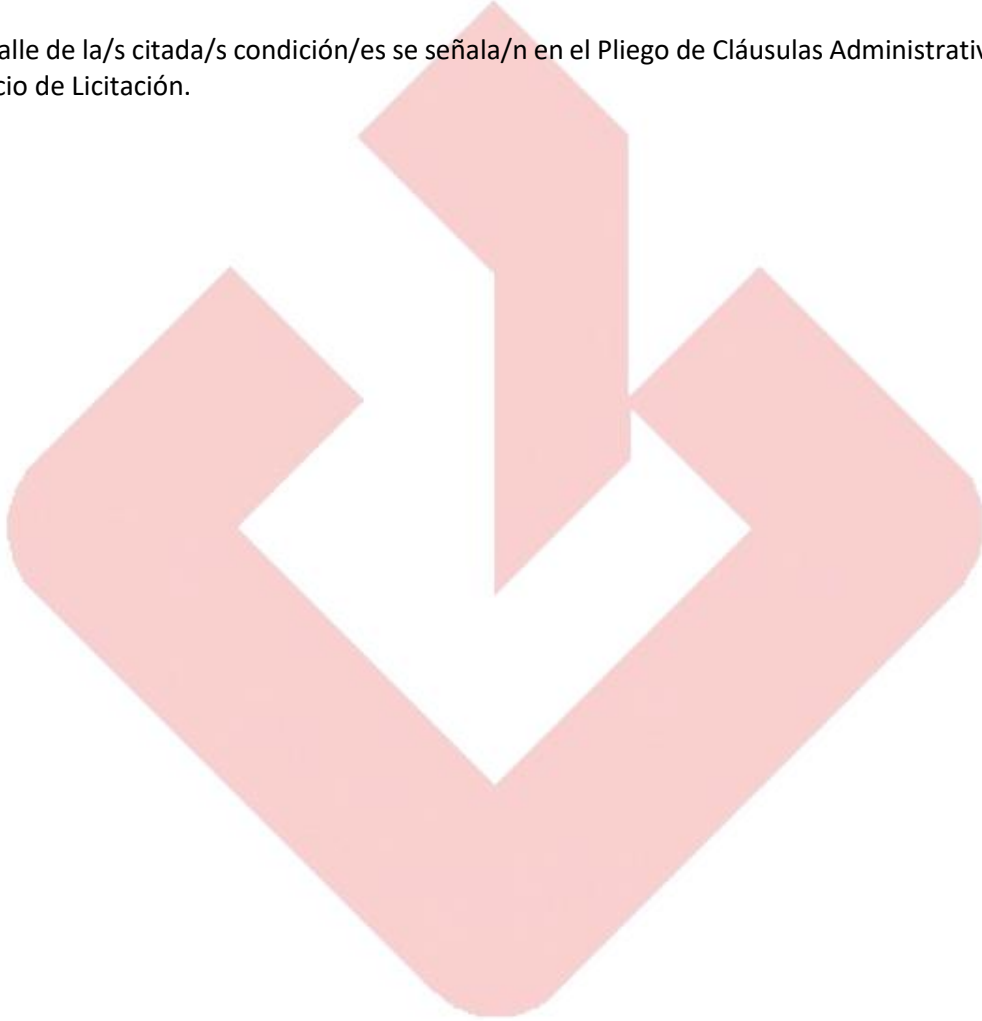 alle de la/s citada/s condición/es se señala/n en el Pliego de Cláusulas Administrativ
cio de Licitación.